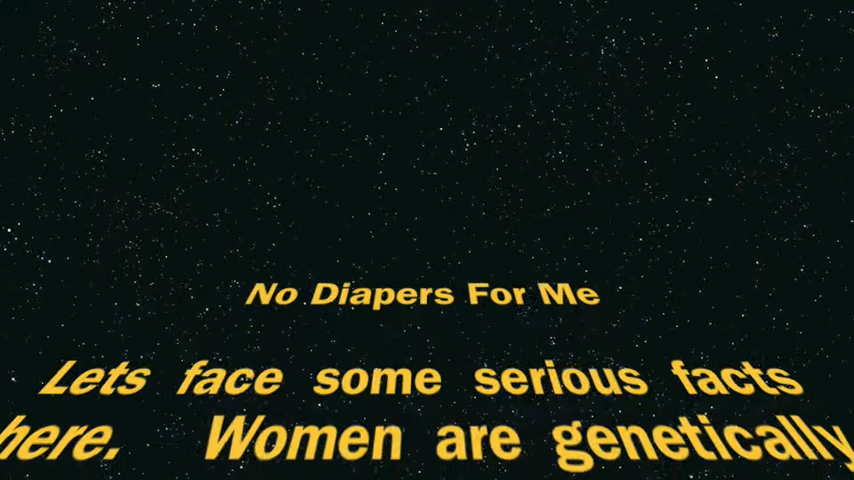 No Diapers For Me
Lets face some serious facts
here. Women are genetically